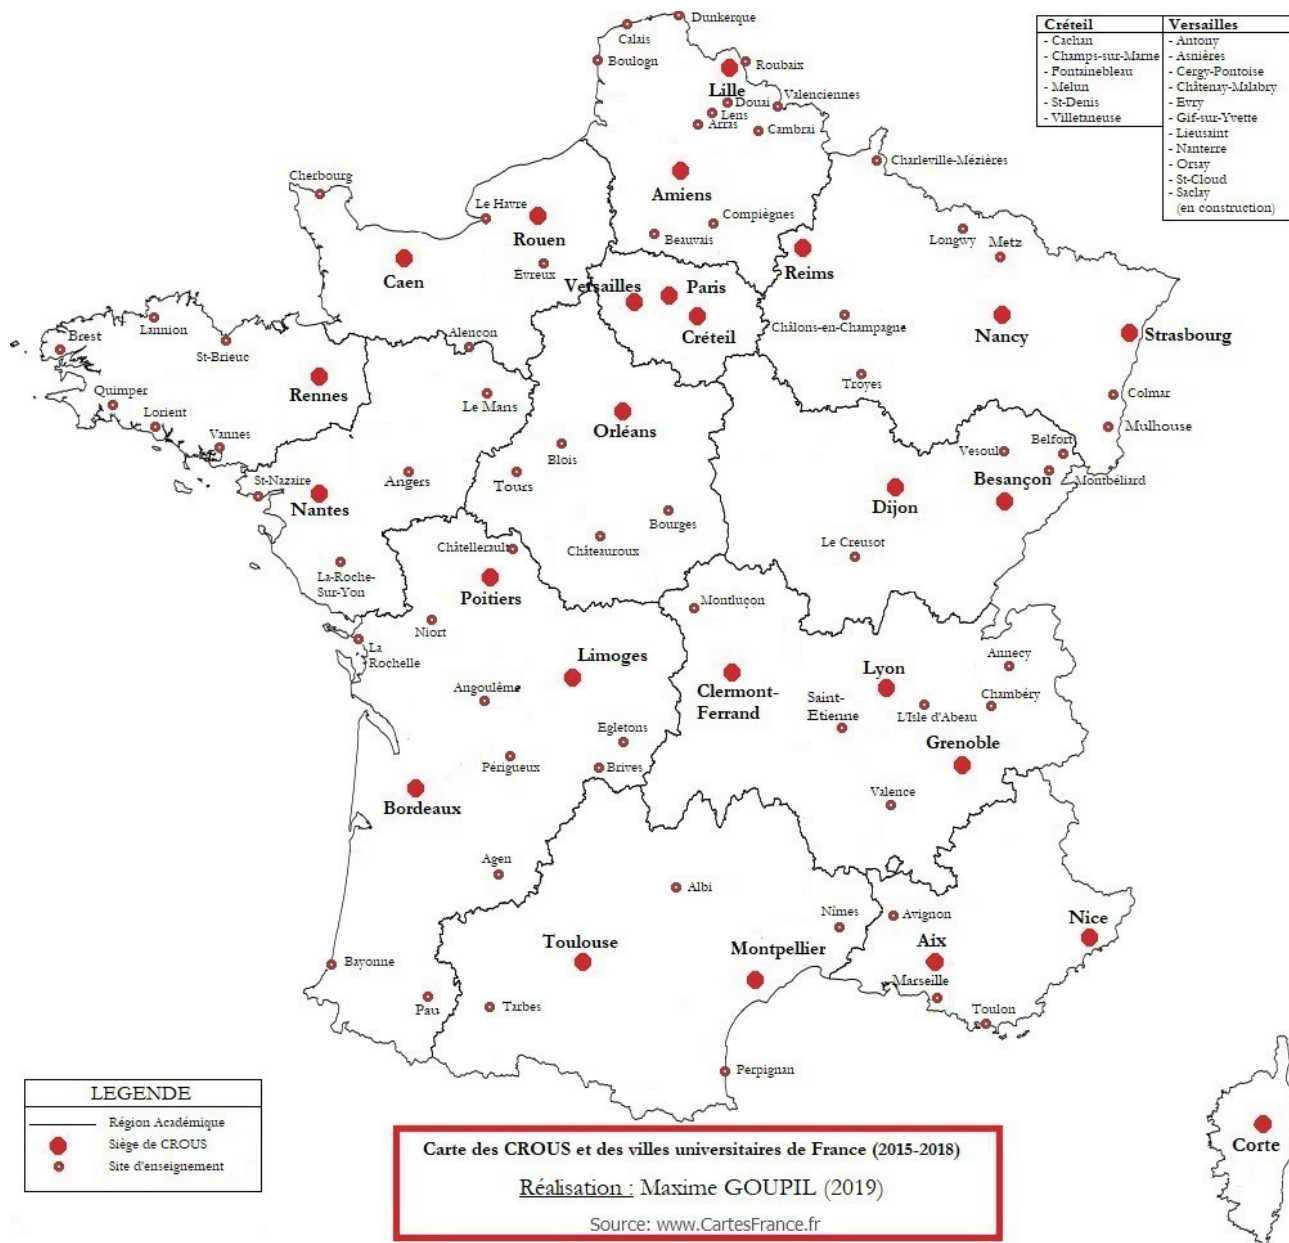 Dunkerque
Calais
Boulogn
Roubaix
Lille
Valenciennes
Douai
Lens
Arras
Cambrai
Créteil
- Cachan
- Champs-sur-Marne
- Fontainebleau
- Melun
- St-Denis
- Villetaneuse
Versailles
- Antony
- Asnières
- Cergy-Pontoise
- Châtenay-Malabry
- Evry
- Gif-sur-Yvette
- Lieusaint
- Nanterre
- Orsay
- St-Cloud
- Saclay
(en construction)
Charleville-Mézières
Cherbourg
Amiens
Le Havre
Compiègnes
Rouen
Beauvais
Longwy
Metz
Reims
Caen
Evreux
Versailles
Paris
Créteil
Châlons-en-Champagne
Nancy
Strasbourg
Lannion
Brest
St-Brieuc
Alencon
Rennes
Quimper
Lorient
Vannes
Le Mans
Troyes
Colmar
Mulhouse
Orléans
Blois
Vesoul
Belfort
Montbéliard
Besançon
St-Nazaire
Nantes
Angers
Tours
Bourges
Dijon
Châtellerault
Châteauroux
Le Creusot
La-Roche-
Sur-Yon
Poitiers
Niort
Montluçon
La
Rochelle
Limoges
Annecy
Clermont-
Ferrand
Lyon
Saint-
Etienne
L'Isle d'Abeau
Chambéry
Angoulême
Egletons
Grenoble
Périgueux
Brives
Bordeaux
Valence
Agen
Albi
Nîmes
Avignon
Nice
Toulouse
Montpellier
Aix
Bayonne
Marseille
Pau
Tarbes
Toulon
Perpignan
LEGENDE
Région Académique
Siège de CROUS
Site d'enseignement
Carte des CROUS et des villes universitaires de France (2015-2018)
Réalisation : Maxime GOUPIL (2019)
Source: www.CartesFrance.fr
Corte